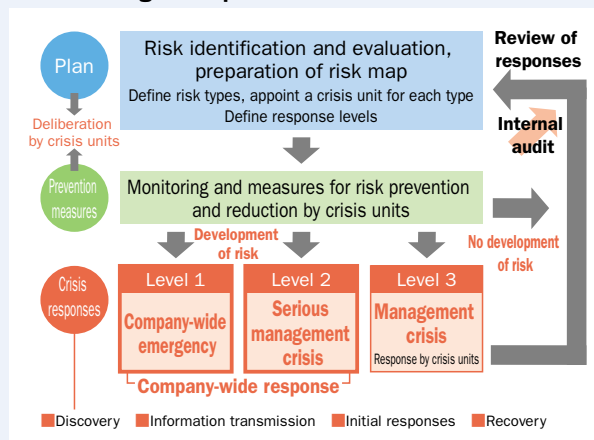 Plan
Risk identification and evaluation,
preparation of risk map
Define risk types, appoint a crisis unit for each type
Define response levels
Review of
responses
Internal
audit
Deliberation
by crisis units
Prevention
measures
Monitoring and measures for risk prevention
and reduction by crisis units
Development
of risk
No development
of risk
Crisis
responses
Level 1
Company-wide
emergency
Level 2
Serious
management
crisis
Level 3
Management
crisis
Response by crisis units
Company-wide response
Discovery
Information transmission
Initial responses
Recovery